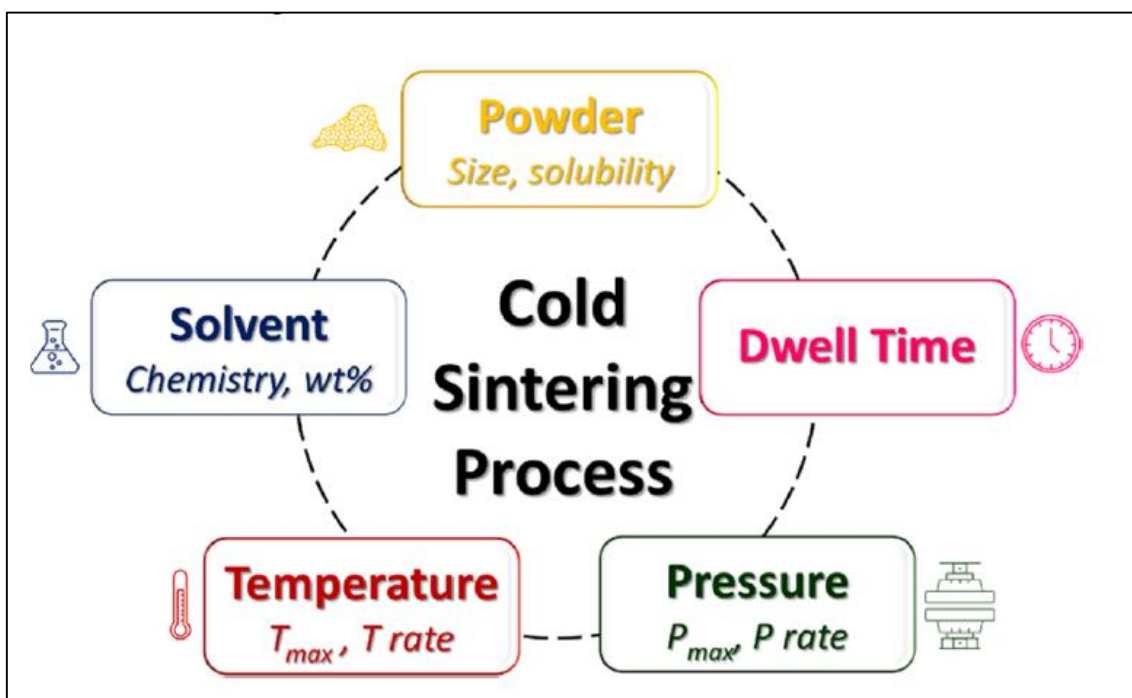 Powder
Size, solubility
Solvent
Chemistry, wt%
Cold
Sintering
Process
Dwell Time
Temperature
Tmax , T rate
Pressure
Pmax, P rate